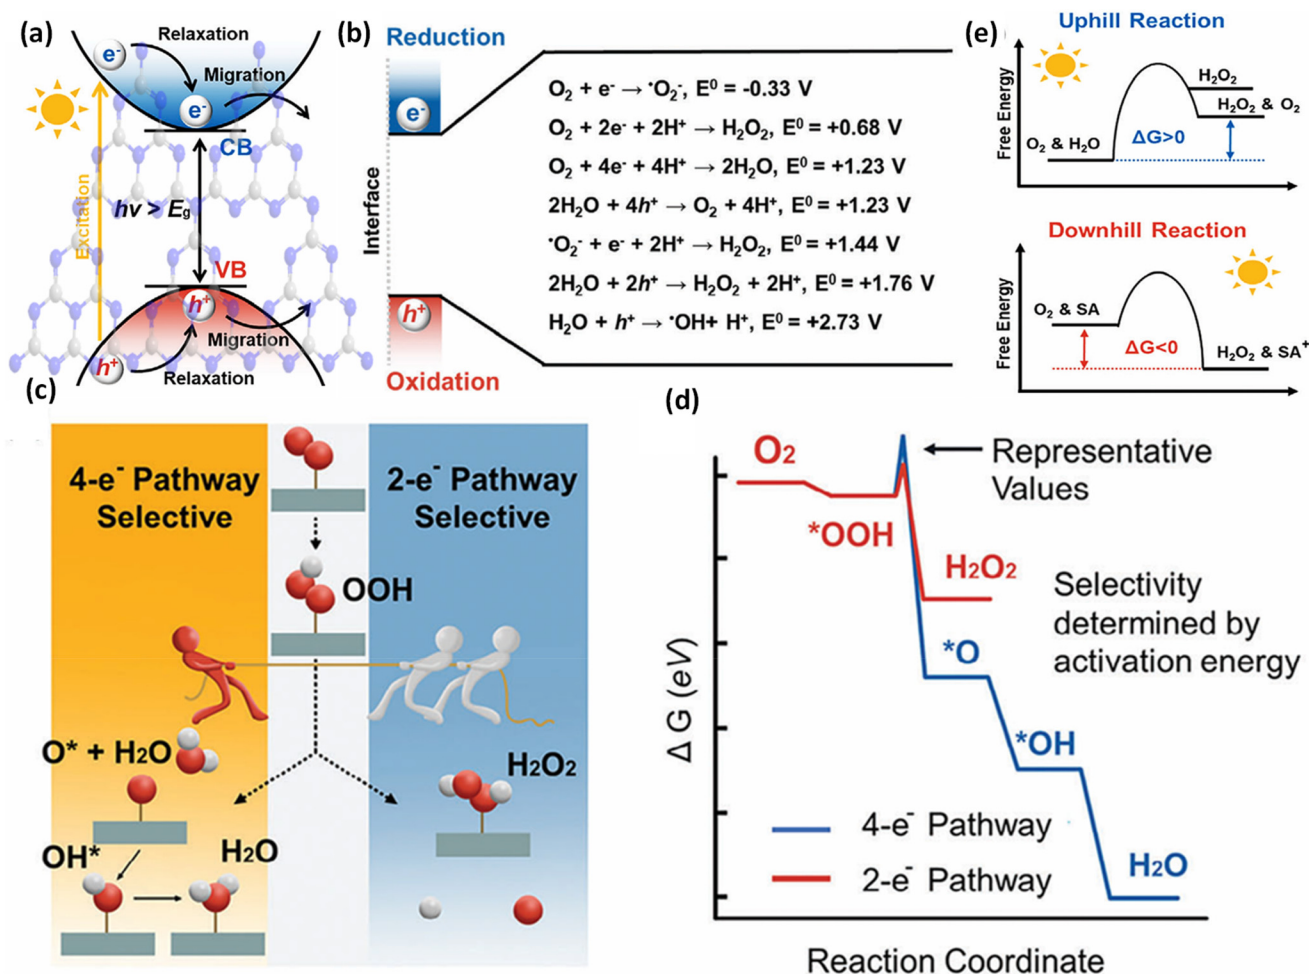 (a)
Relaxation
e⁻
Migration
e⁻
CB
Excitation
hv > Eg
VB
h⁺
Migration
h⁺
Relaxation
(b)
Reduction
e⁻
Interface
h⁺
Oxidation
O₂ + e⁻ → •O₂⁻, E⁰ = -0.33 V
O₂ + 2e⁻ + 2H⁺ → H₂O₂, E⁰ = +0.68 V
O₂ + 4e⁻ + 4H⁺ → 2H₂O, E⁰ = +1.23 V
2H₂O + 4h⁺ → O₂ + 4H⁺, E⁰ = +1.23 V
•O₂⁻ + e⁻ + 2H⁺ → H₂O₂, E⁰ = +1.44 V
2H₂O + 2h⁺ → H₂O₂ + 2H⁺, E⁰ = +1.76 V
H₂O + h⁺ → •OH+ H⁺, E⁰ = +2.73 V
(e)
Uphill Reaction
Free Energy
O₂ & H₂O
ΔG>0
H₂O₂
H₂O₂ & O₂
Downhill Reaction
Free Energy
O₂ & SA
ΔG<0
H₂O₂ & SA⁺
(c)
4-e⁻ Pathway
Selective
2-e⁻ Pathway
Selective
OOH
O* + H₂O
H₂O₂
OH*
H₂O
(d)
O₂
Representative
Values
*OOH
H₂O₂
Selectivity
determined by
activation energy
*O
*OH
H₂O
4-e⁻ Pathway
2-e⁻ Pathway
Δ G (eV)
Reaction Coordinate